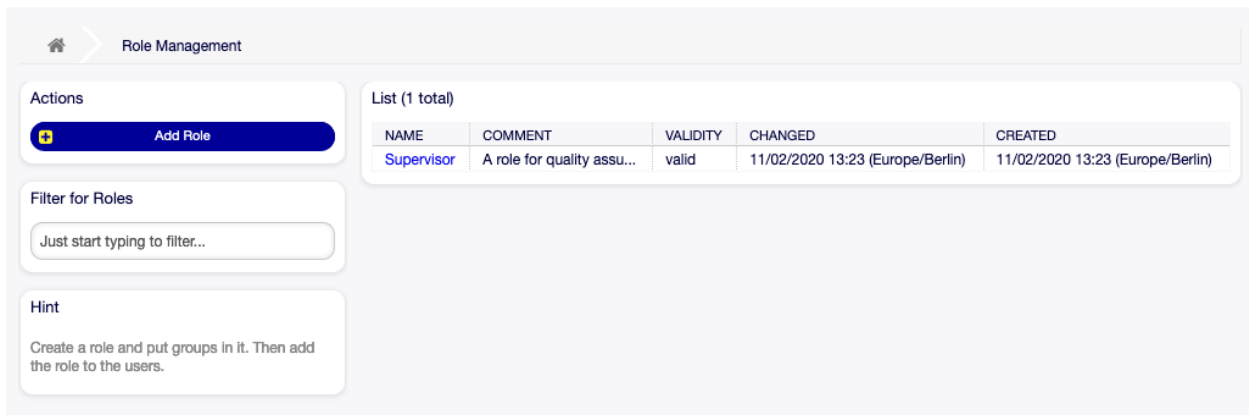 Role Management
Actions
Add Role
Filter for Roles
Just start typing to filter...
Hint
Create a role and put groups in it. Then add
the role to the users.
List (1 total)
NAME COMMENT VALIDITY CHANGED CREATED
Supervisor A role for quality assu... valid 11/02/2020 13:23 (Europe/Berlin) 11/02/2020 13:23 (Europe/Berlin)